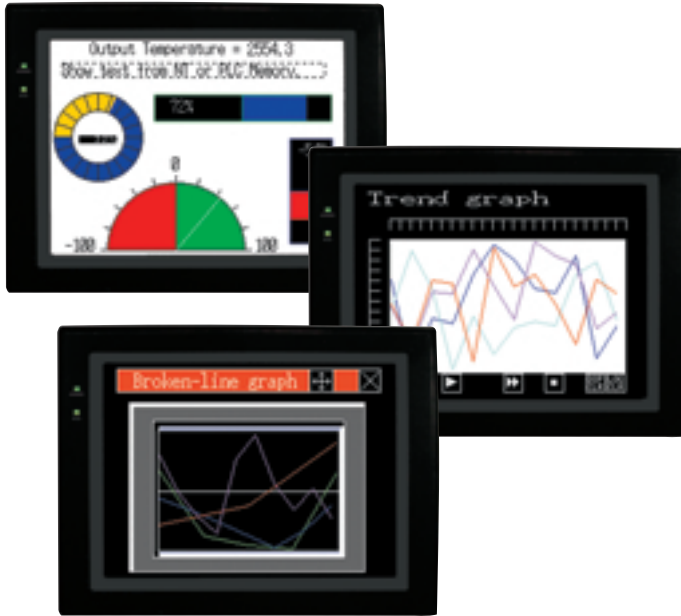 Output Temperature = 2554.3
Show text from NT or PLC Memory.
72%
0
-100
100
Trend graph
Broken-line graph